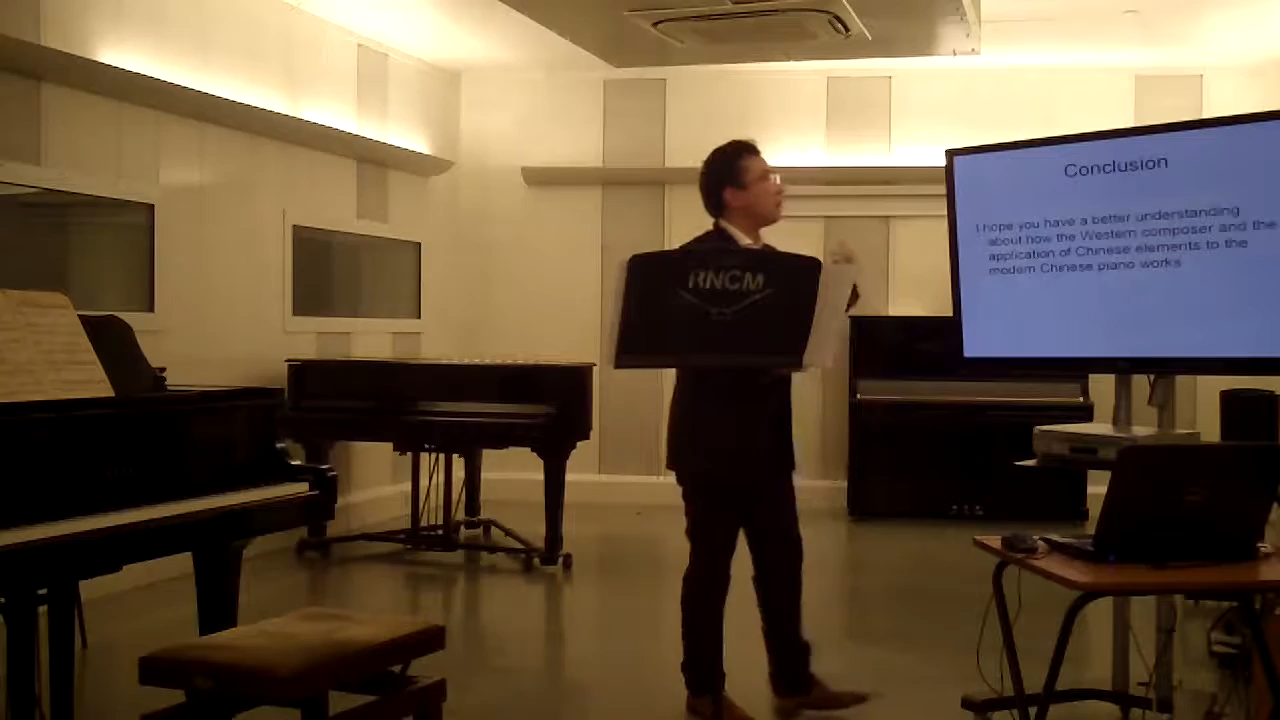 RNCM
Conclusion
I hope you have a better understanding
about how the Western composer and the
application of Chinese elements to the
modern Chinese piano works